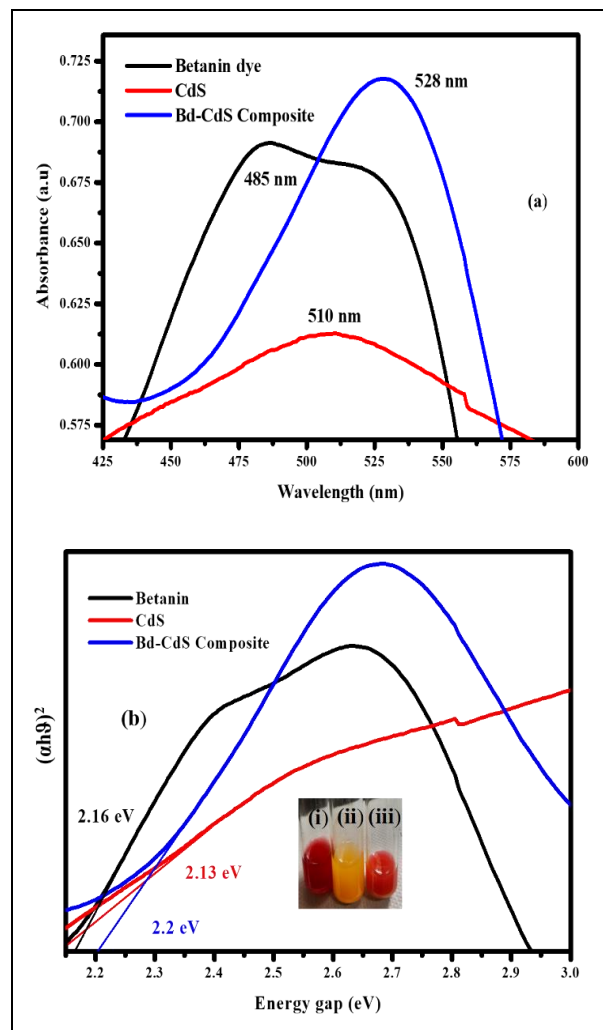 0.725
0.700
0.675
0.650
0.625
0.600
0.575
Absorbance (a.u)
Betanin dye
CdS
Bd-CdS Composite
528 nm
485 nm
(a)
510 nm
425 450 475 500 525 550 575 600
Wavelength (nm)
(αhϑ)²
Betanin
CdS
Bd-CdS Composite
(b)
2.16 eV
2.13 eV
2.2 eV
(i) (ii) (iii)
2.2 2.3 2.4 2.5 2.6 2.7 2.8 2.9 3.0
Energy gap (eV)